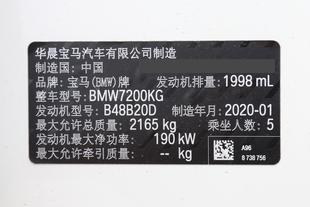 华晨宝马汽车有限公司制造
制造国: 中国
品牌: 宝马(BMW)牌 发动机排量: 1998 mL
整车型号: BMW7200KG
发动机型号: B48B20D 制造年月: 2020-01
最大允许总质量: 2165 kg 乘坐人数: 5
发动机最大净功率: 190 kW
最大允许牵引质量: -- kg
A96
8 738 756